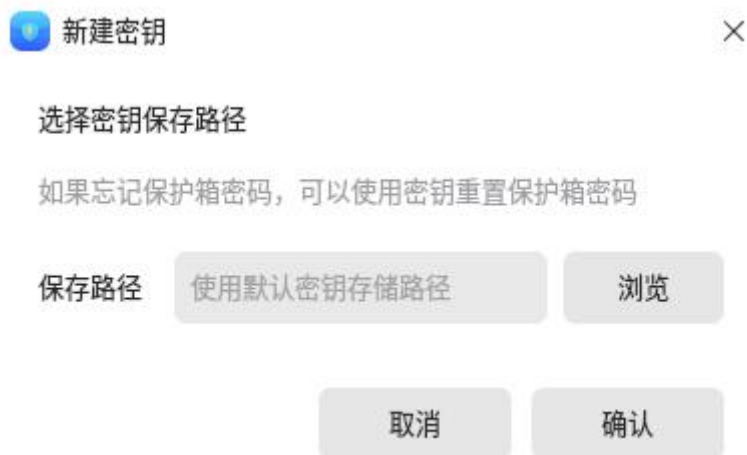 新建密钥
选择密钥保存路径
如果忘记保护箱密码，可以使用密钥重置保护箱密码
保存路径 使用默认密钥存储路径 浏览
取消 确认